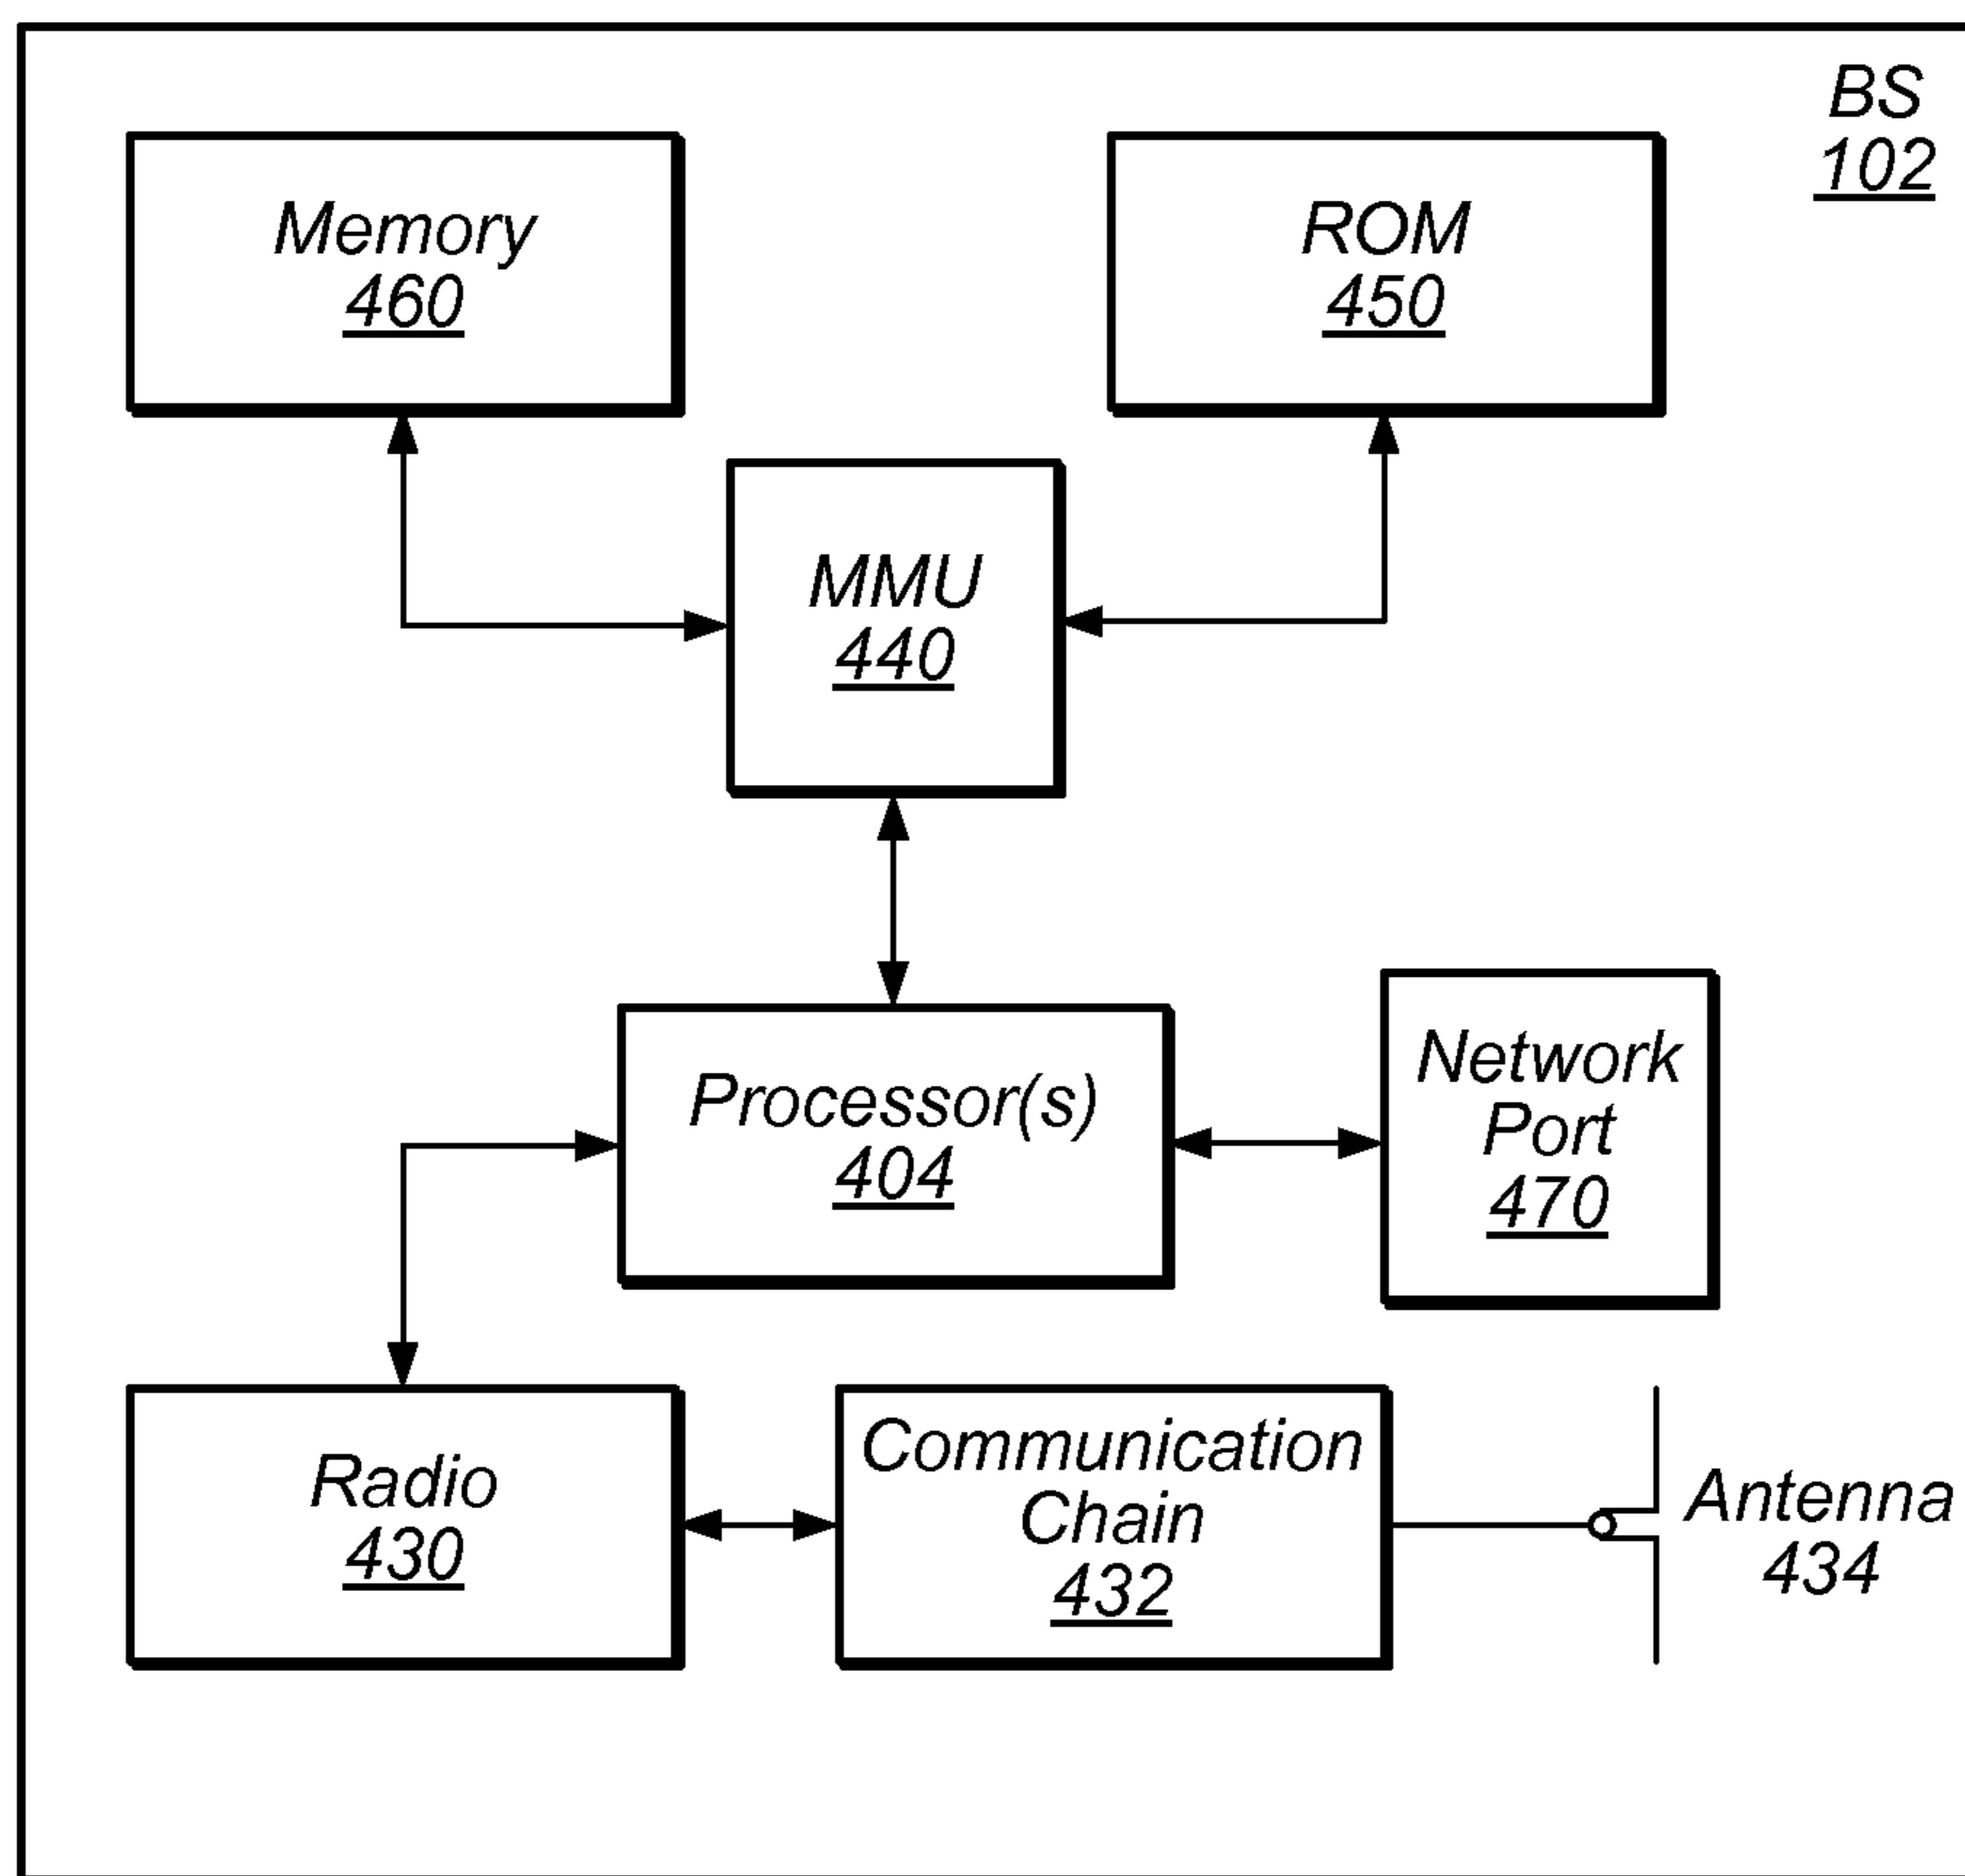 BS
102
Memory
460
ROM
450
MMU
440
Processor(s)
404
Network
Port
470
Radio
430
Communication
Chain
432
Antenna
434